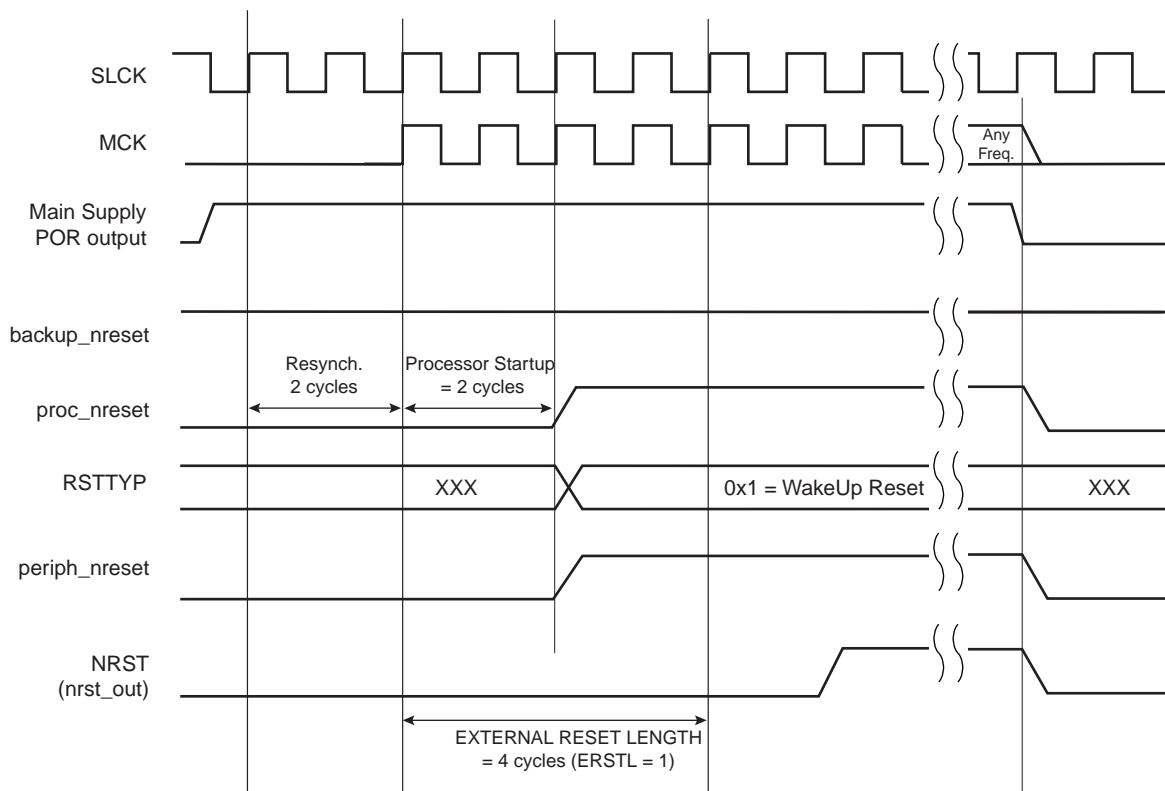 SLCK
MCK
Any
Freq.
Main Supply
POR output
backup_nreset
Resynch.
2 cycles
Processor Startup
= 2 cycles
proc_nreset
RSTTYP
XXX
0x1 = WakeUp Reset
XXX
periph_nreset
NRST
(nrst_out)
EXTERNAL RESET LENGTH
= 4 cycles (ERSTL = 1)